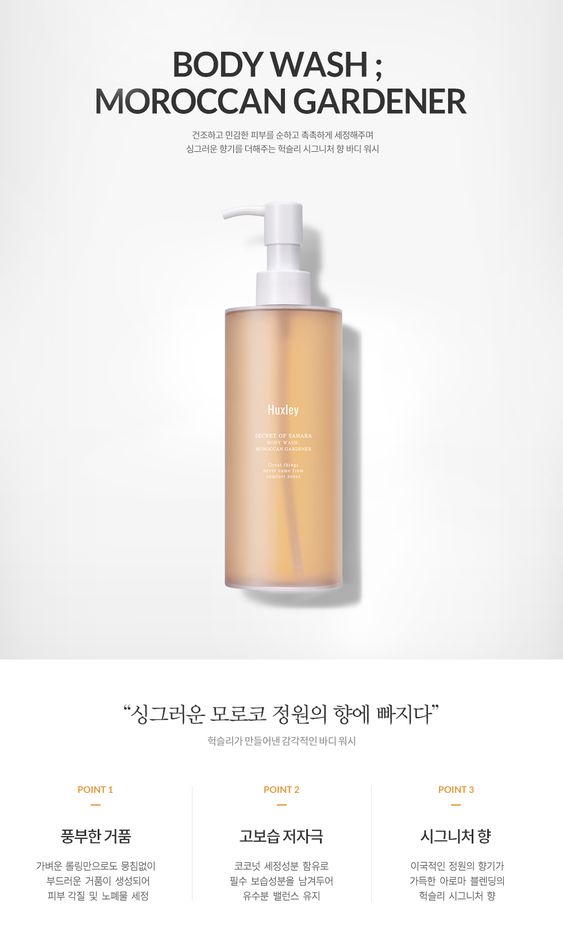 BODY WASH ;
MOROCCAN GARDENER
건조하고 민감한 피부를 순하고 촉촉하게 세정해주며
싱그러운 향기를 더해주는 헉슬리 시그니처 향 바디 워시
Huxley
SECRET OF SAHARA
BODY WASH;
MOROCCAN GARDENER
Great things
never came from
comfort zones
“싱그러운 모로코 정원의 향에 빠지다”
헉슬리가 만들어낸 감각적인 바디 워시
POINT 1
풍부한 거품
가벼운 롤링만으로도 뭉침없이
부드러운 거품이 생성되어
피부 각질 및 노폐물 세정
POINT 2
고보습 저자극
코코넛 세정성분 함유로
필수 보습성분을 남겨두어
유수분 밸런스 유지
POINT 3
시그니처 향
이국적인 정원의 향기가
가득한 아로마 블렌딩의
헉슬리 시그니처 향